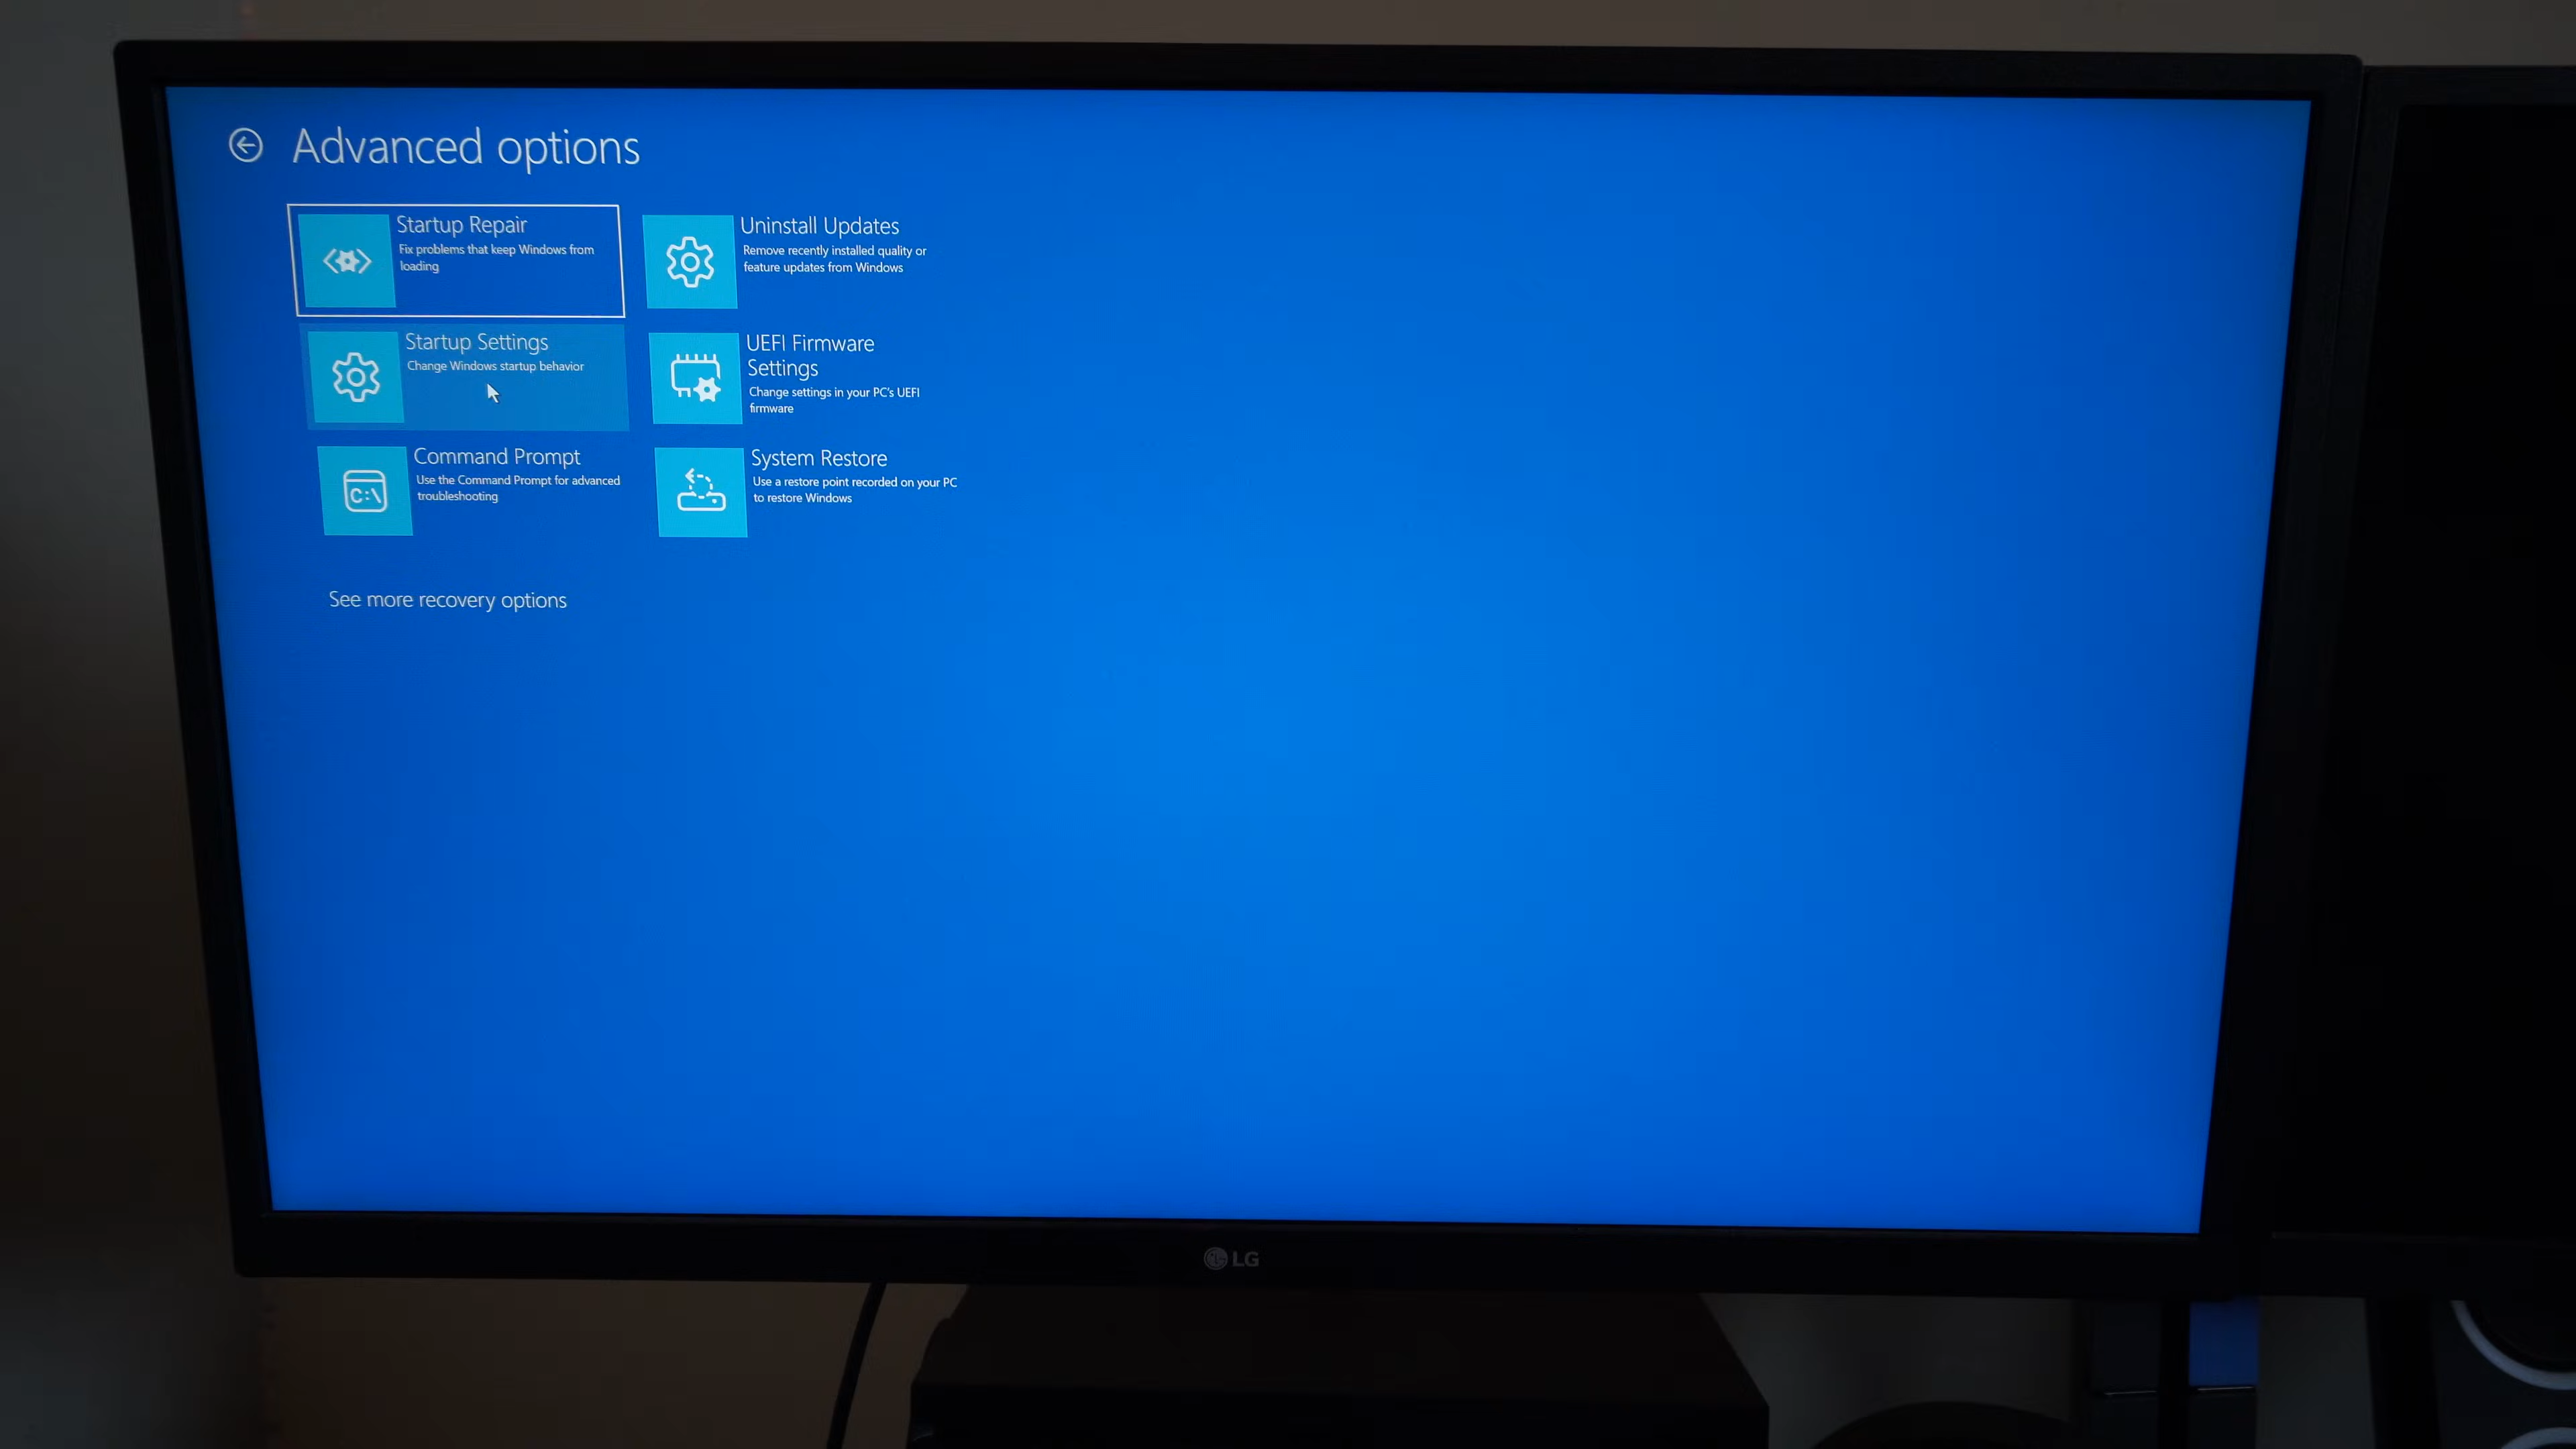 Advanced options
Startup Repair
Fix problems that keep Windows from
loading
Uninstall Updates
Remove recently installed quality or
feature updates from Windows
Startup Settings
Change Windows startup behavior
UEFI Firmware
Settings
Change settings in your PC's UEFI
firmware
Command Prompt
Use the Command Prompt for advanced
troubleshooting
C:\
System Restore
Use a restore point recorded on your PC
to restore Windows
See more recovery options
LG